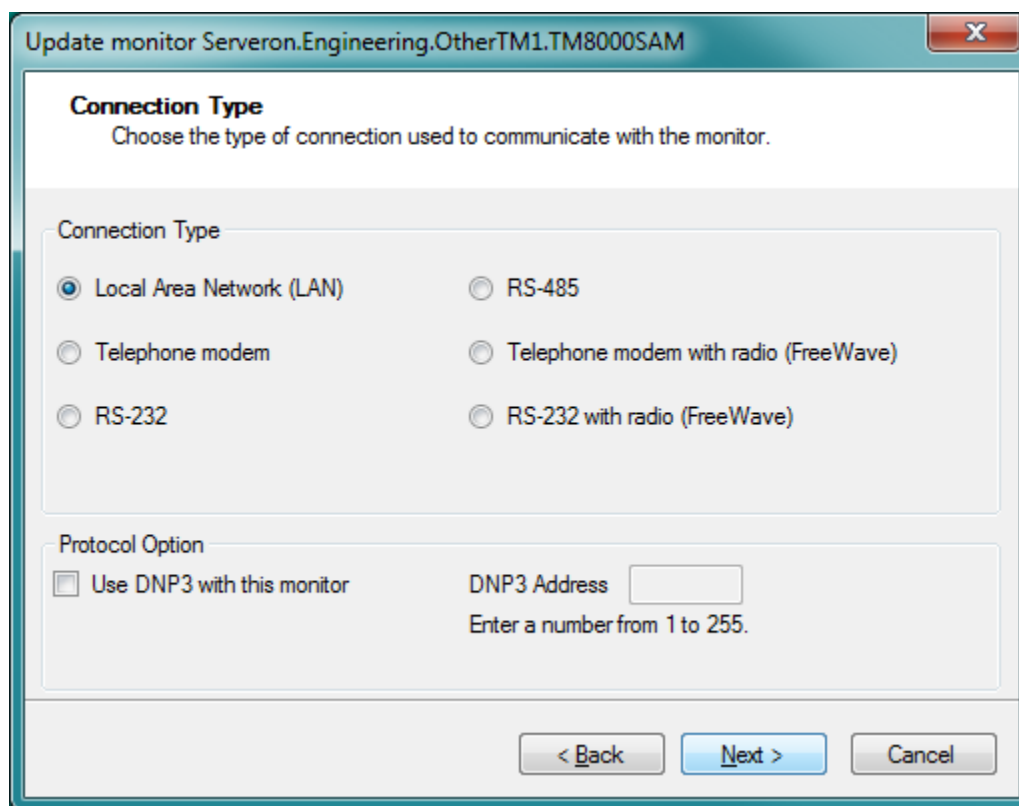 Update monitor Serveron.Engineering.OtherTM1.TM8000SAM
Connection Type
Choose the type of connection used to communicate with the monitor.
Connection Type
Local Area Network (LAN)
RS-485
Telephone modem
Telephone modem with radio (FreeWave)
RS-232
RS-232 with radio (FreeWave)
Protocol Option
Use DNP3 with this monitor
DNP3 Address
Enter a number from 1 to 255.
< Back
Next >
Cancel